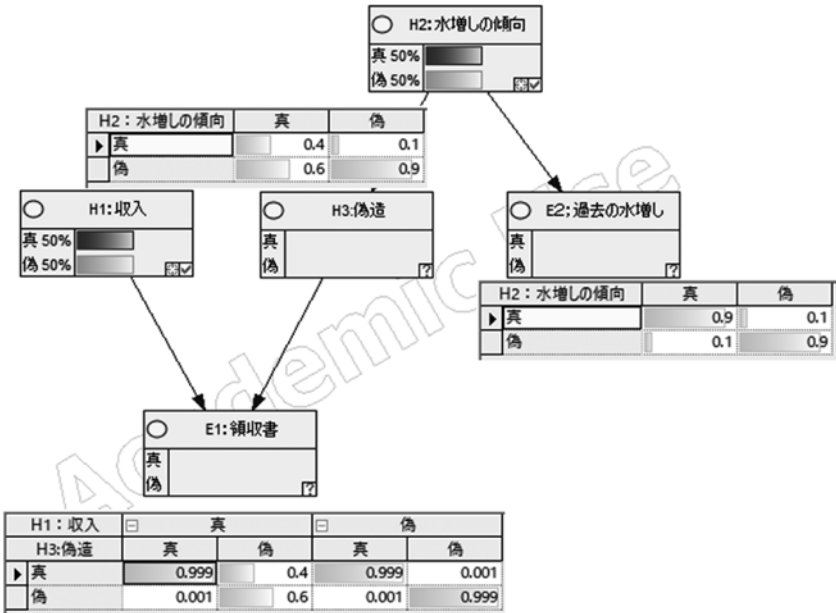 H2:水増しの傾向
真 50%
偽 50%
H2：水増しの傾向 真 偽
真 0.4 0.1
偽 0.6 0.9
H1:収入
真 50%
偽 50%
H3:偽造
真
偽
E2;過去の水増し
真
偽
H2：水増しの傾向 真 偽
真 0.9 0.1
偽 0.1 0.9
E1:領収書
真
偽
H1：収入 真 偽
H3:偽造 真 偽 真 偽
真 0.999 0.4 0.999 0.001
偽 0.001 0.6 0.001 0.999
Academic Use